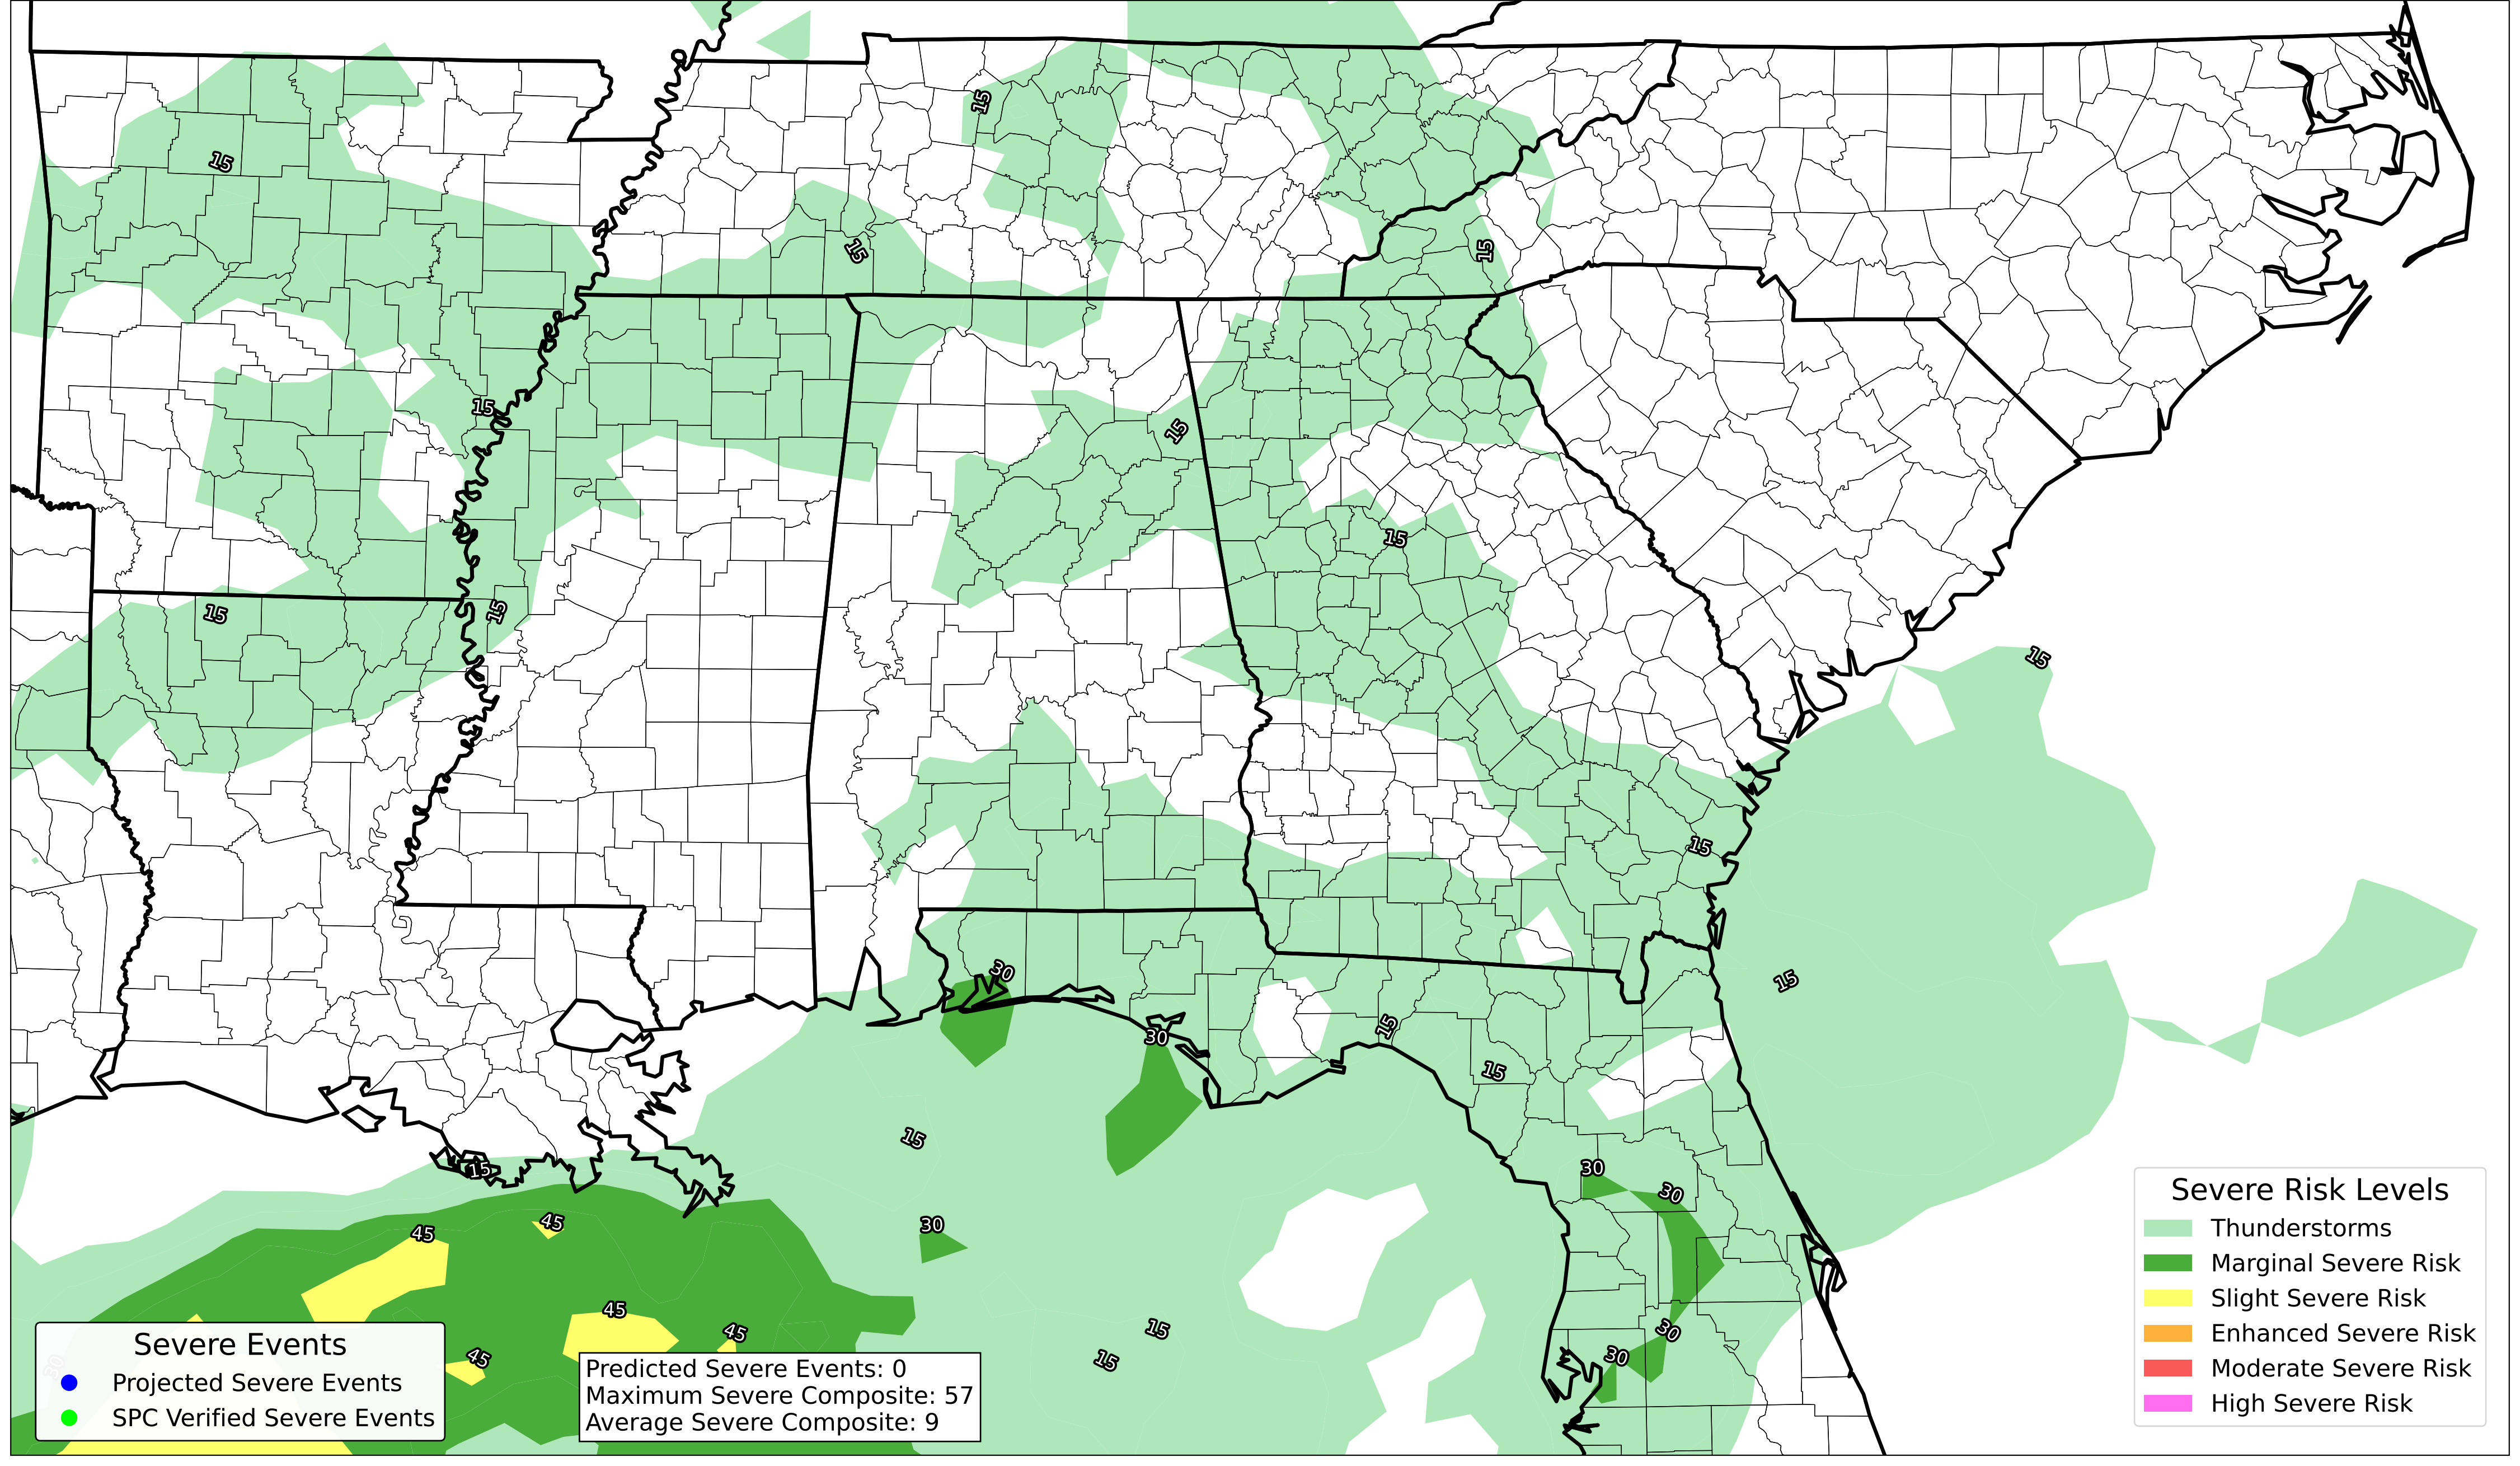 15
15
15
15
15
15
15
15
15
15
15
15
30
15
30
15
15
15
30
15
30
30
45
45
45
45
30
15
45
30
15
Severe Events
Projected Severe Events
SPC Verified Severe Events
Predicted Severe Events: 0
Maximum Severe Composite: 57
Average Severe Composite: 9
Severe Risk Levels
Thunderstorms
Marginal Severe Risk
Slight Severe Risk
Enhanced Severe Risk
Moderate Severe Risk
High Severe Risk